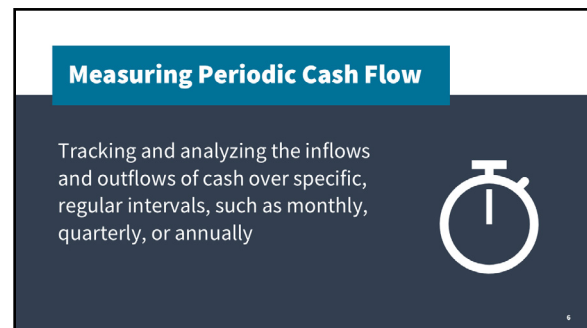 Measuring Periodic Cash Flow
Tracking and analyzing the inflows
and outflows of cash over specific,
regular intervals, such as monthly,
quarterly, or annually
6